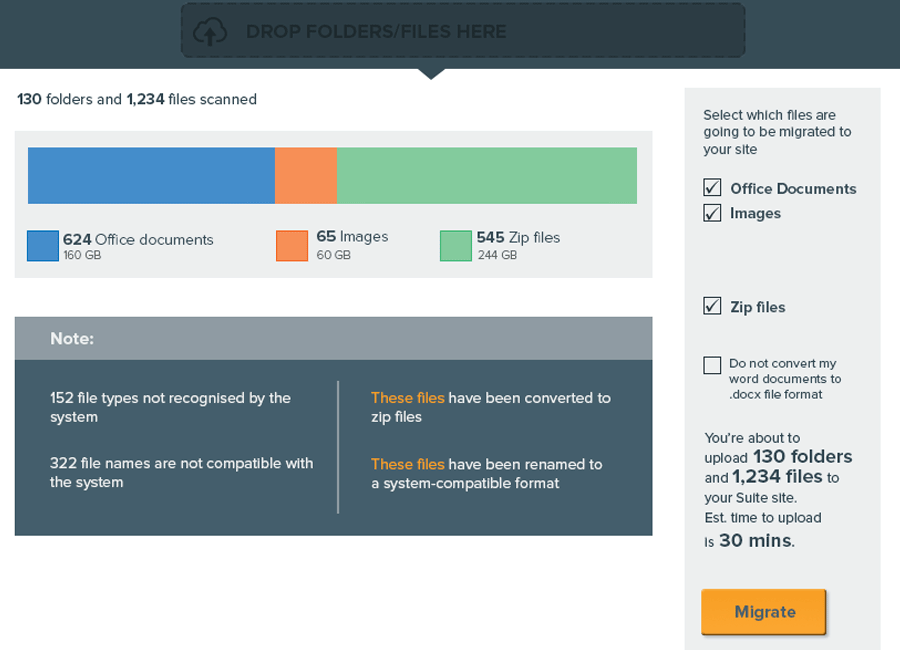 DROP FOLDERS/FILES HERE
130 folders and 1,234 files scanned
624 Office documents
160 GB
65 Images
60 GB
545 Zip files
244 GB
Note:
152 file types not recognised by the
system
322 file names are not compatible with
the system
These files have been converted to
zip files
These files have been renamed to
a system-compatible format
Select which files are
going to be migrated to
your site
Office Documents
Images
Zip files
Do not convert my
word documents to
.docx file format
You're about to
upload 130 folders
and 1,234 files to
your Suite site.
Est. time to upload
is 30 mins.
Migrate